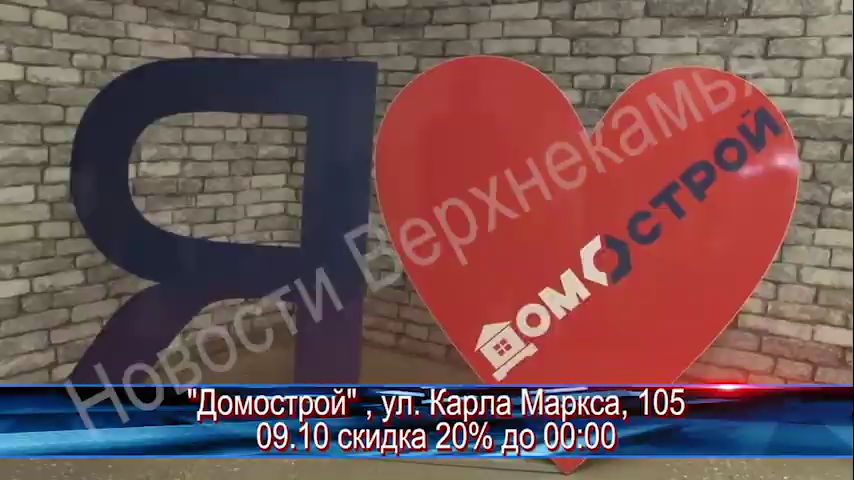 Я
ДОМОСТРОЙ
Новости Верхнекамья
"Домострой" , ул. Карла Маркса, 105
09.10 скидка 20% до 00:00